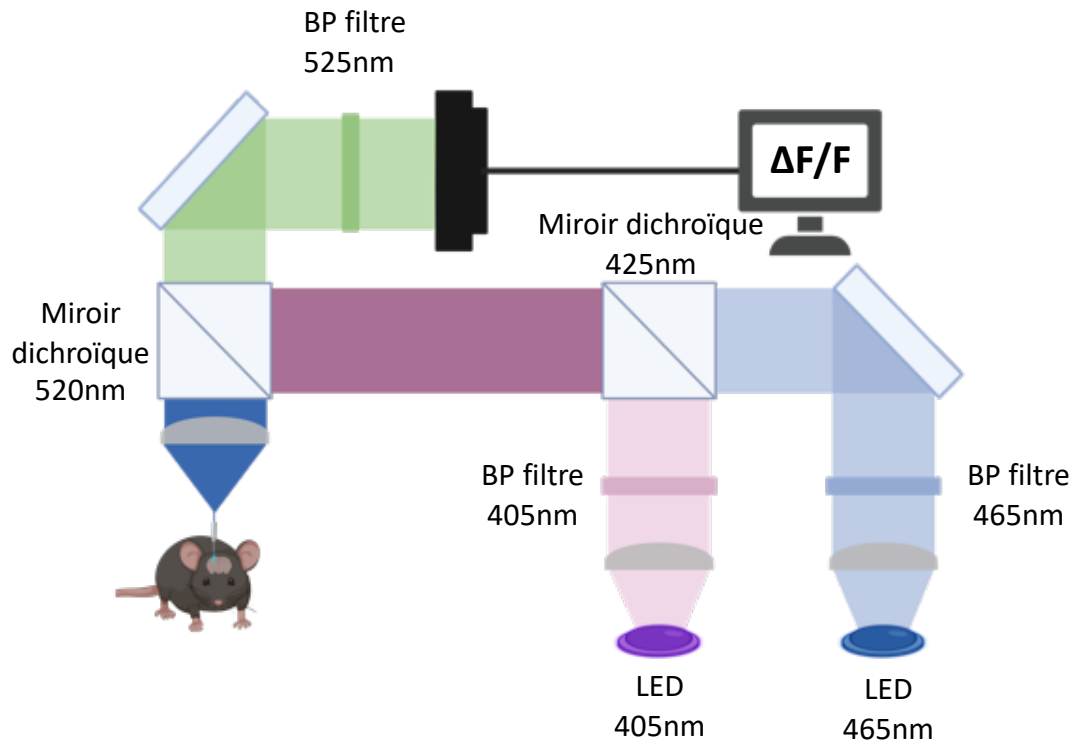 BP filtre
525nm
ΔF/F
Miroir dichroïque
425nm
Miroir
dichroïque
520nm
BP filtre
405nm
BP filtre
465nm
LED
405nm
LED
465nm